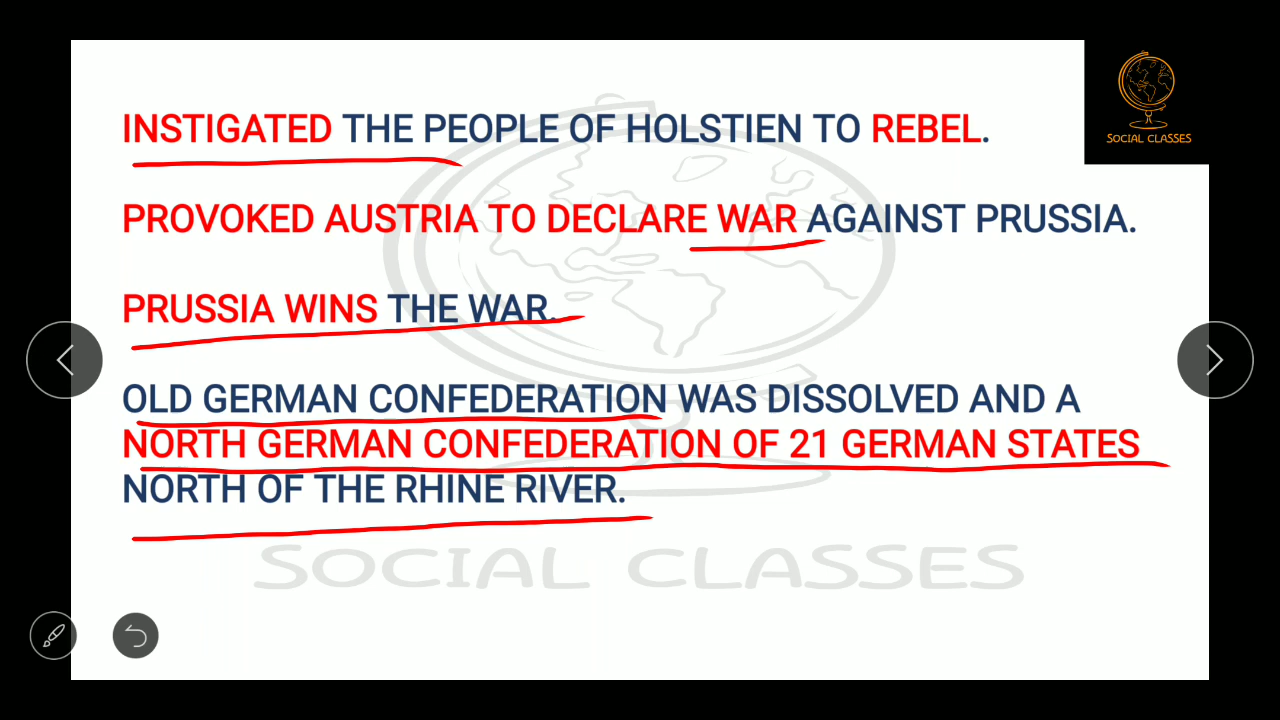 SOCIAL CLASSES
INSTIGATED THE PEOPLE OF HOLSTIEN TO REBEL.
PROVOKED AUSTRIA TO DECLARE WAR AGAINST PRUSSIA.
PRUSSIA WINS THE WAR.
OLD GERMAN CONFEDERATION WAS DISSOLVED AND A
NORTH GERMAN CONFEDERATION OF 21 GERMAN STATES
NORTH OF THE RHINE RIVER.
SOCIAL CLASSES